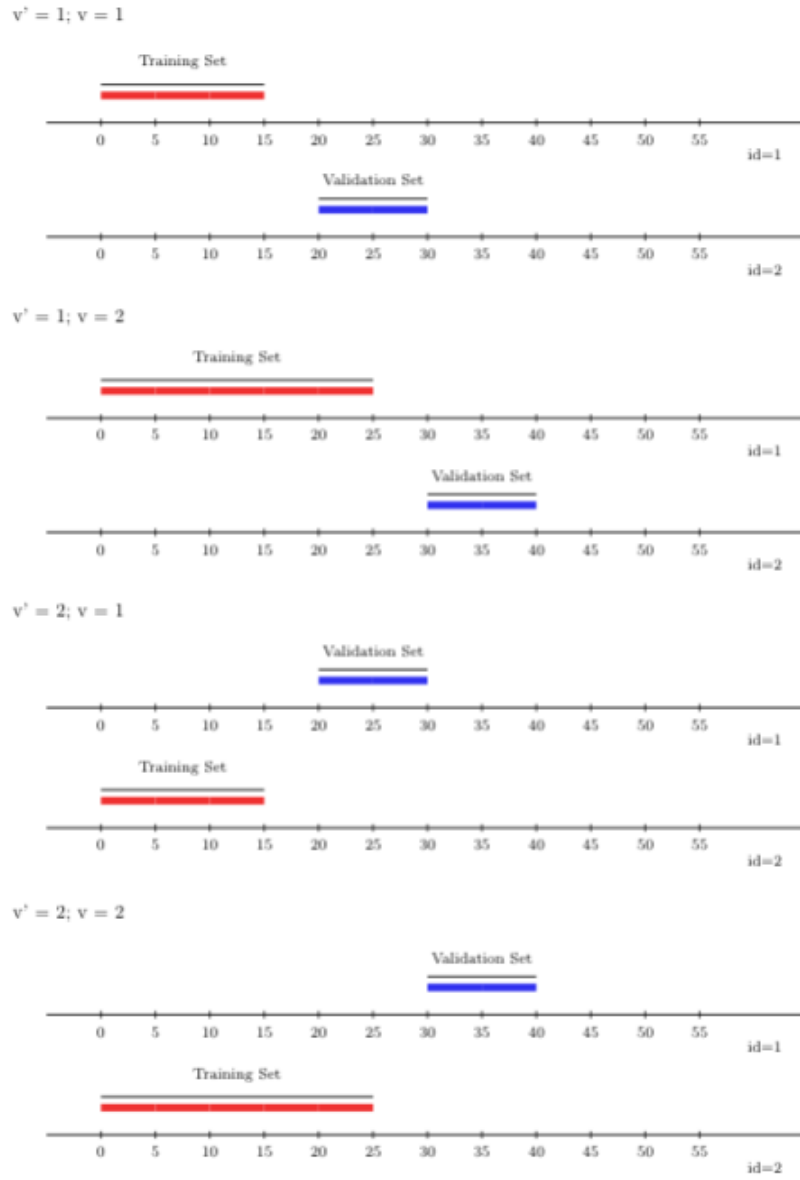 v' = 1; v = 1
Training Set
0 5 10 15 20 25 30 35 40 45 50 55
id=1
Validation Set
0 5 10 15 20 25 30 35 40 45 50 55
id=2
v' = 1; v = 2
Training Set
0 5 10 15 20 25 30 35 40 45 50 55
id=1
Validation Set
0 5 10 15 20 25 30 35 40 45 50 55
id=2
v' = 2; v = 1
Validation Set
0 5 10 15 20 25 30 35 40 45 50 55
id=1
Training Set
0 5 10 15 20 25 30 35 40 45 50 55
id=2
v' = 2; v = 2
Validation Set
0 5 10 15 20 25 30 35 40 45 50 55
id=1
Training Set
0 5 10 15 20 25 30 35 40 45 50 55
id=2